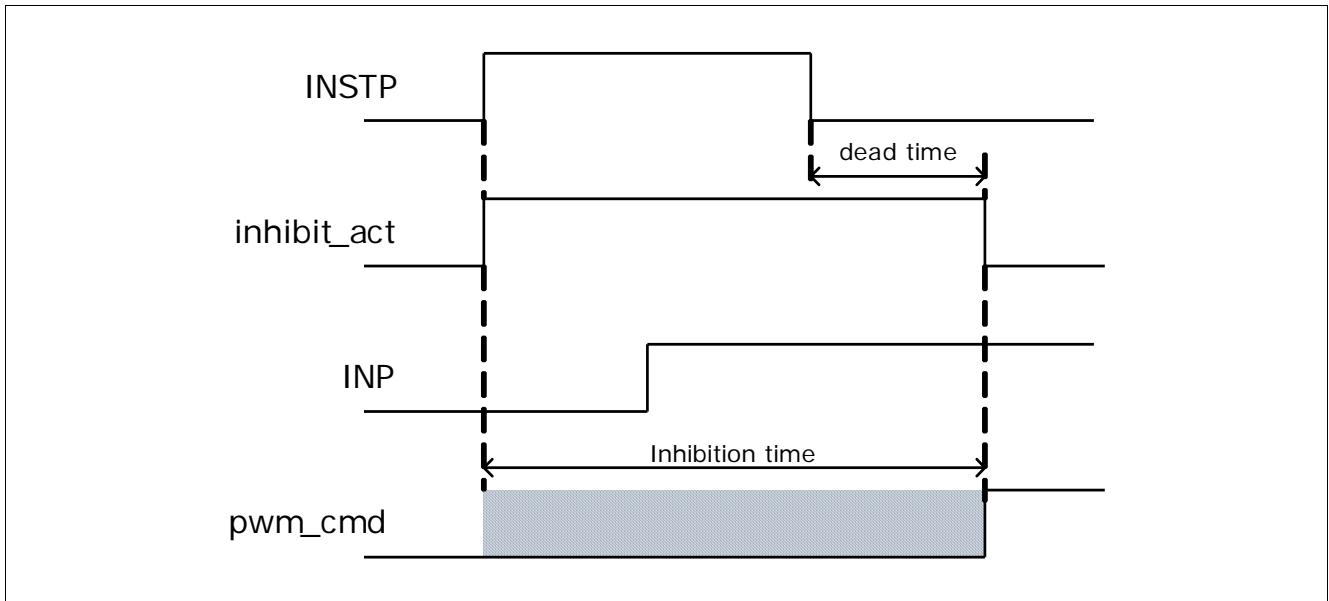 INSTP
dead time
inhibit_act
INP
Inhibition time
pwm_cmd